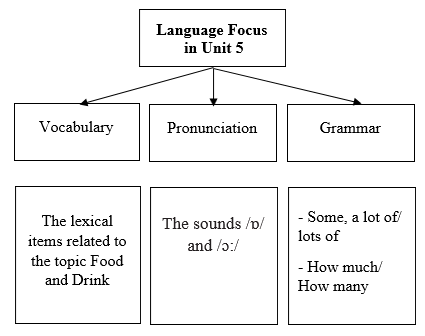 Language Focus
in Unit 5
Vocabulary
Pronunciation
Grammar
The lexical
items related to
the topic Food
and Drink
The sounds /ɒ/
and /ɔ:/
- Some, a lot of/
lots of
- How much/
How many